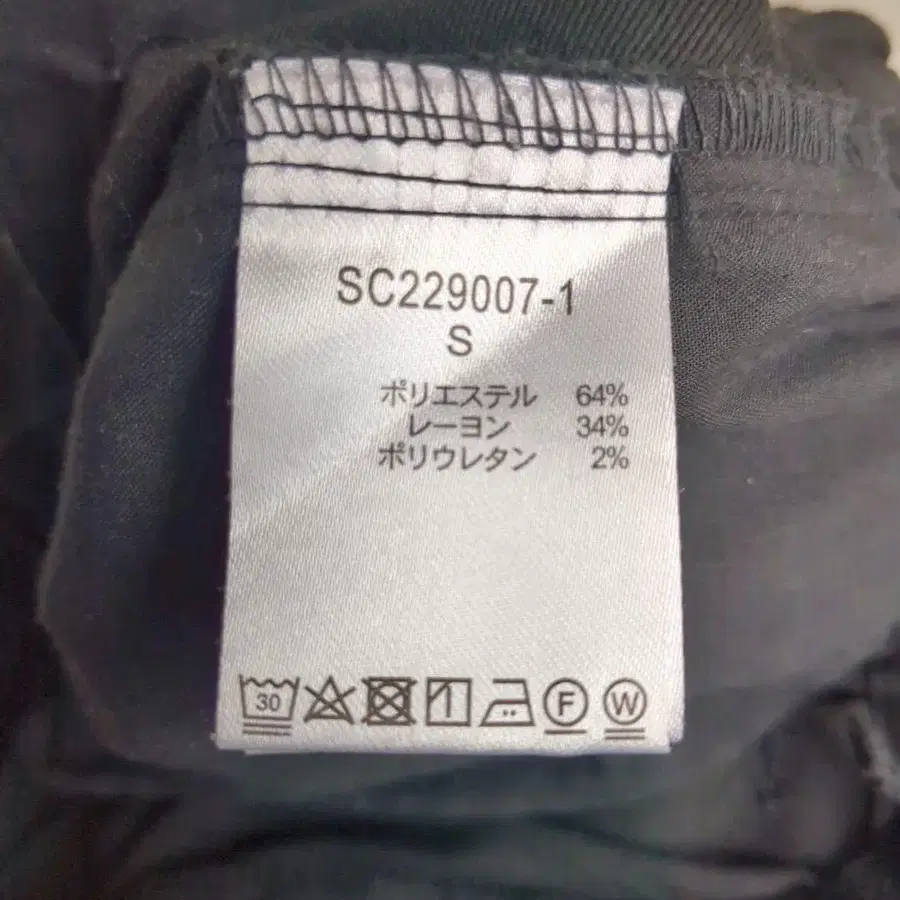 SC229007-1
S
ポリエステル 64%
レーヨン 34%
ポリウレタン 2%
30 F W